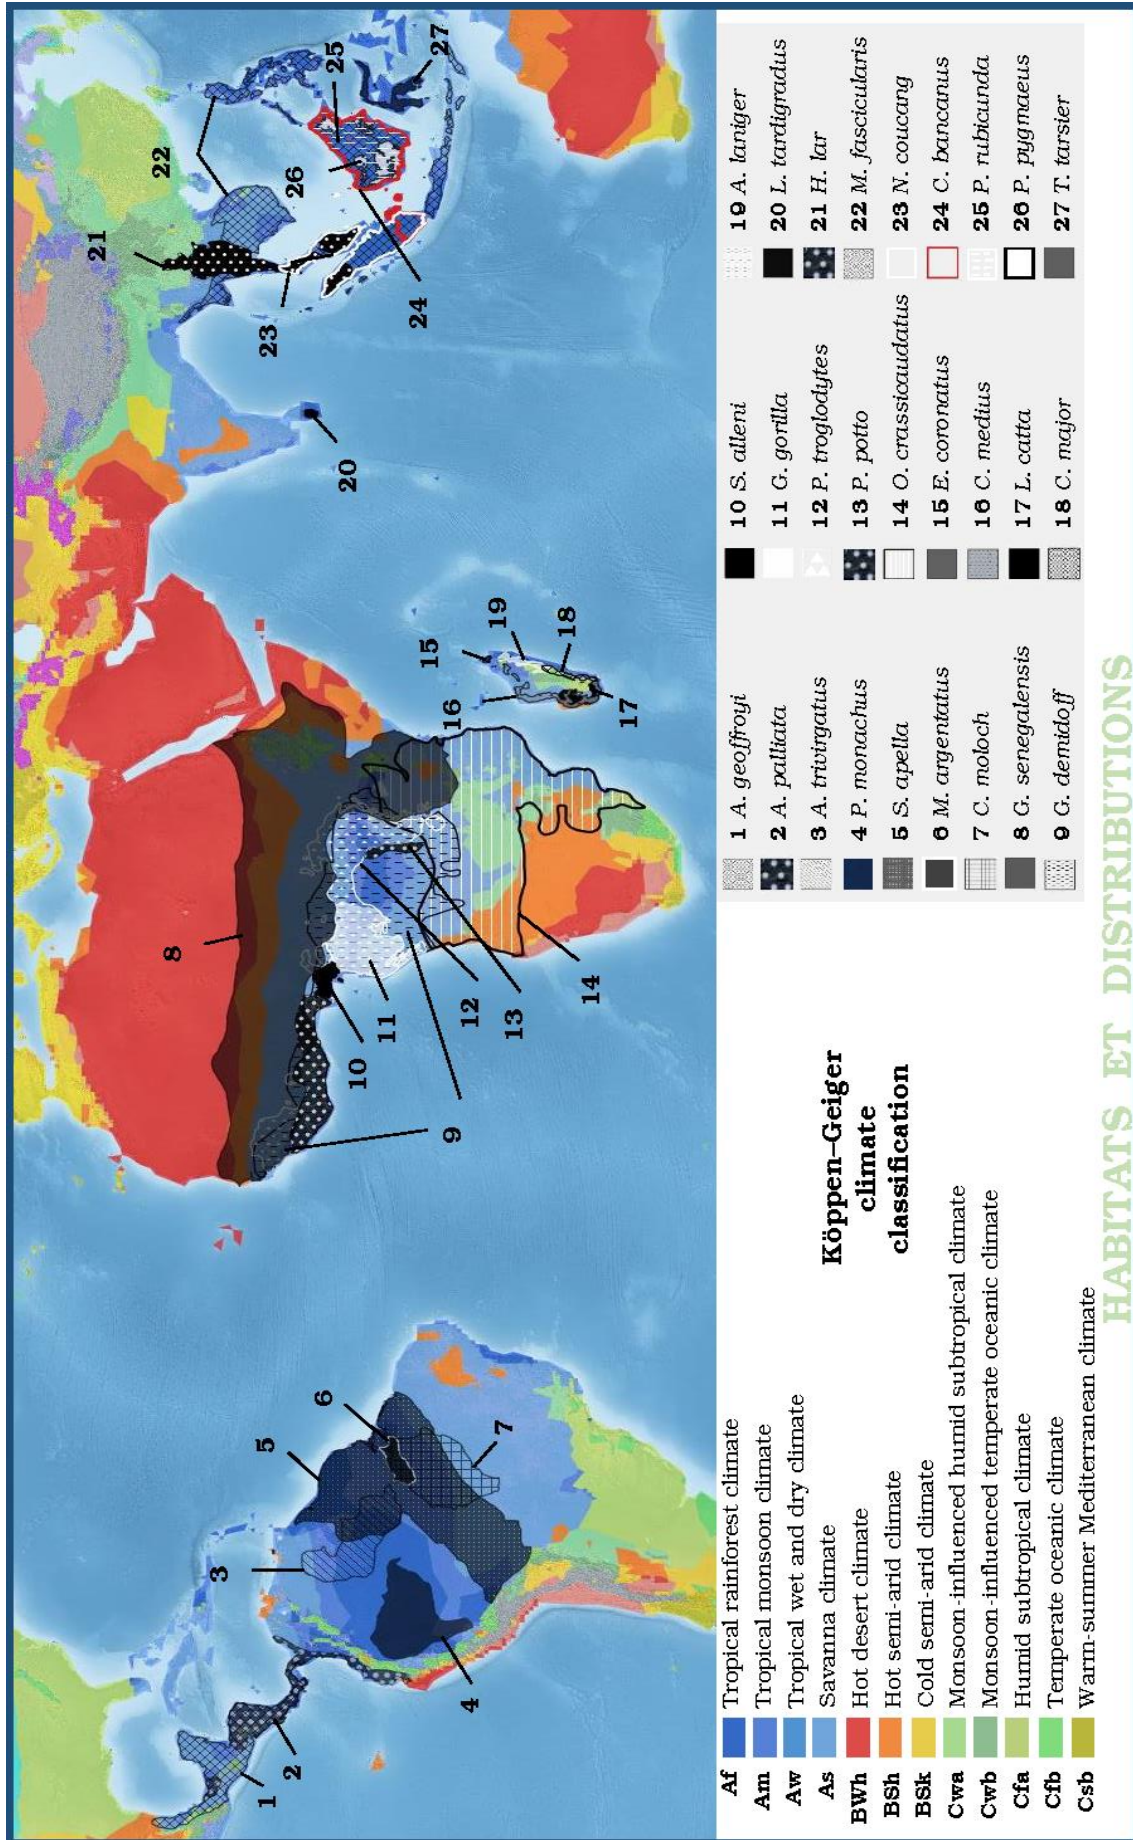 1
2
3
4
5
6
7
8
9
10
11
12
13
14
15
16
17
18
19
20
21
22
23
24
25
26
27
Af Tropical rainforest climate
Am Tropical monsoon climate
Aw Tropical wet and dry climate
As Savanna climate
BWh Hot desert climate
BSh Hot semi-arid climate
BSk Cold semi-arid climate
Cwa Monsoon-influenced humid subtropical climate
Cwb Monsoon-influenced temperate oceanic climate
Cfa Humid subtropical climate
Cfb Temperate oceanic climate
Csb Warm-summer Mediterranean climate
Köppen–Geiger
climate
classification
1 A. geoffroyi
2 A. palliata
3 A. trivirgatus
4 P. monachus
5 S. apella
6 M. argentatus
7 C. moloch
8 G. senegalensis
9 G. demidoff
10 S. alleni
11 G. gorilla
12 P. troglodytes
13 P. potto
14 O. crassicaudatus
15 E. coronatus
16 C. medius
17 L. catta
18 C. major
19 A. laniger
20 L. tardigradus
21 H. lar
22 M. fascicularis
23 N. coucang
24 C. bancanus
25 P. rubicunda
26 P. pygmaeus
27 T. tarsier
HABITATS ET DISTRIBUTIONS